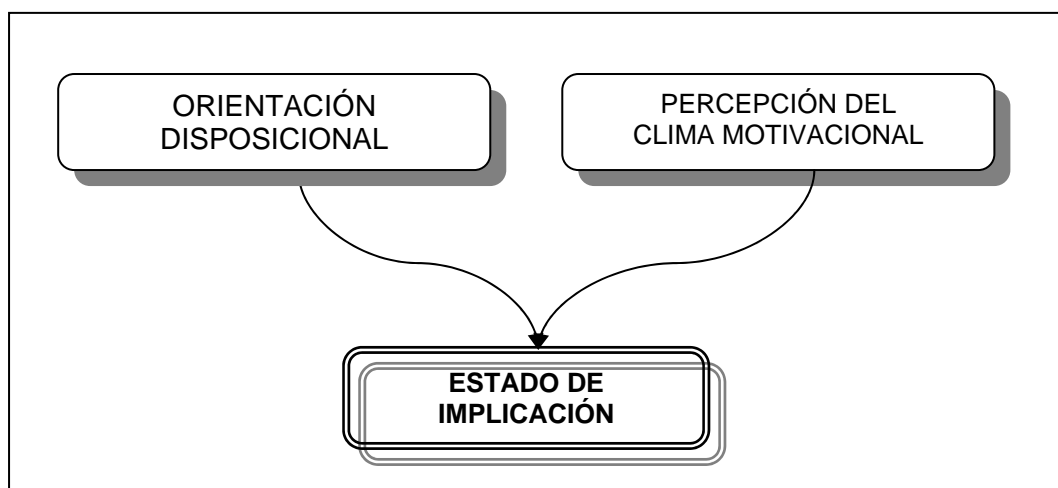 ORIENTACIÓN
DISPOSICIONAL
PERCEPCIÓN DEL
CLIMA MOTIVACIONAL
ESTADO DE
IMPLICACIÓN